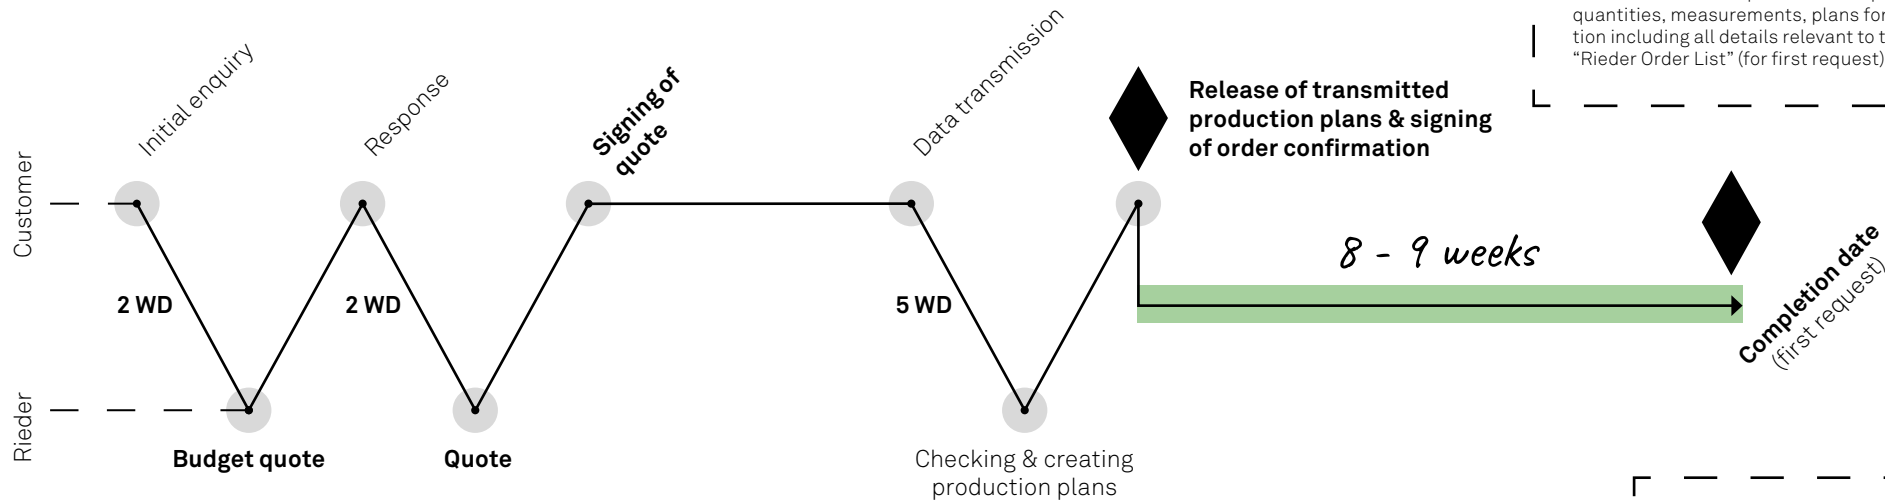 quantities, measurements, plans for
tion including all details relevant to t
“Rieder Order List” (for first request)
Initial enquiry
Response
Signing of
quote
Data transmission
Release of transmitted
production plans & signing
of order confirmation
Customer
2 WD
2 WD
5 WD
8 - 9 weeks
Completion date
(first request)
Rieder
Budget quote
Quote
Checking & creating
production plans